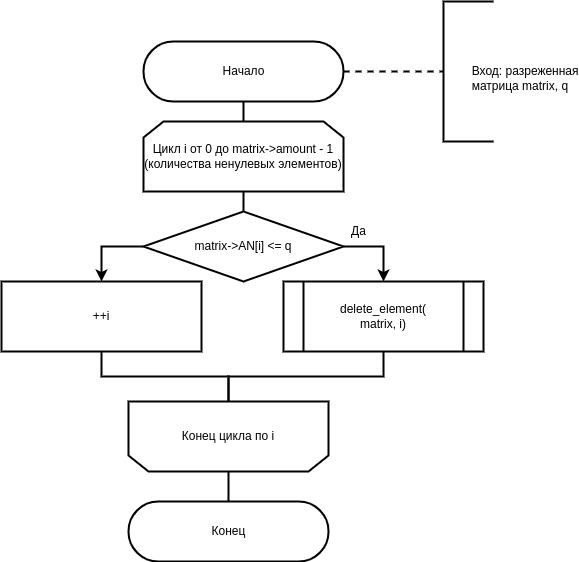 Начало
Вход: разреженная
матрица matrix, q
Цикл i от 0 до matrix->amount - 1
(количества ненулевых элементов)
matrix->AN[i] <= q
Да
++i
delete_element(
matrix, i)
Конец цикла по i
Конец